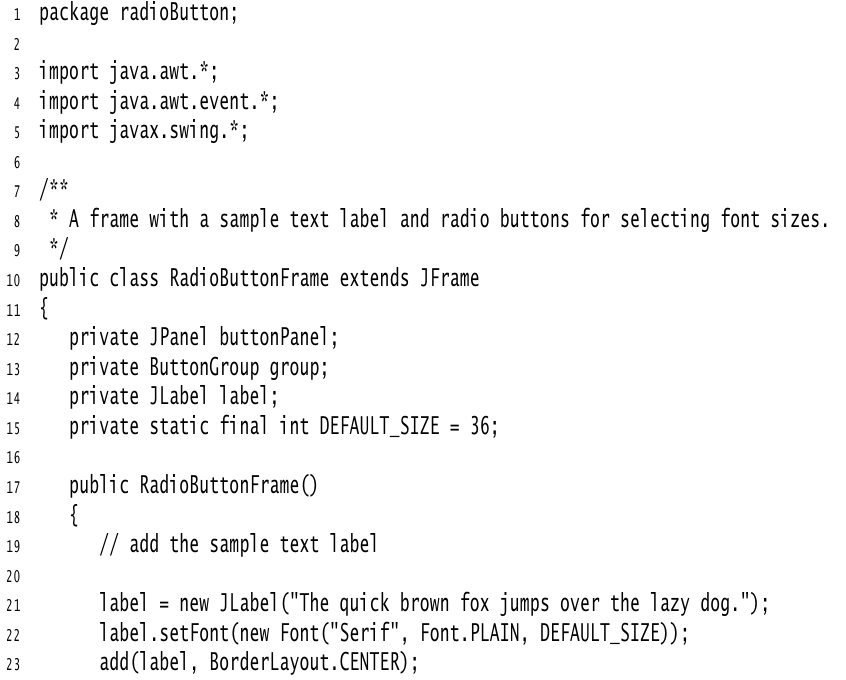 1 package radioButton;
2
3 import java.awt.*;
4 import java.awt.event.*;
5 import javax.swing.*;
6
7 /**
8  * A frame with a sample text label and radio buttons for selecting font sizes.
9  */
10 public class RadioButtonFrame extends JFrame
11 {
12    private JPanel buttonPanel;
13    private ButtonGroup group;
14    private JLabel label;
15    private static final int DEFAULT_SIZE = 36;
16
17    public RadioButtonFrame()
18    {
19       // add the sample text label
20
21       label = new JLabel("The quick brown fox jumps over the lazy dog.");
22       label.setFont(new Font("Serif", Font.PLAIN, DEFAULT_SIZE));
23       add(label, BorderLayout.CENTER);